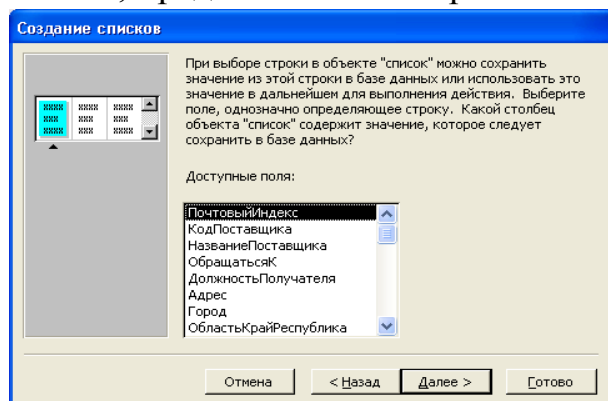 Создание списков
При выборе строки в объекте "список" можно сохранить
значение из этой строки в базе данных или использовать это
значение в дальнейшем для выполнения действия. Выберите
поле, однозначно определяющее строку. Какой столбец
объекта "список" содержит значение, которое следует
сохранить в базе данных?
Доступные поля:
ПочтовыйИндекс
КодПоставщика
НазваниеПоставщика
ОбращатьсяК
ДолжностьПолучателя
Адрес
Город
ОбластьКрайРеспублика
Отмена < Назад Далее > Готово